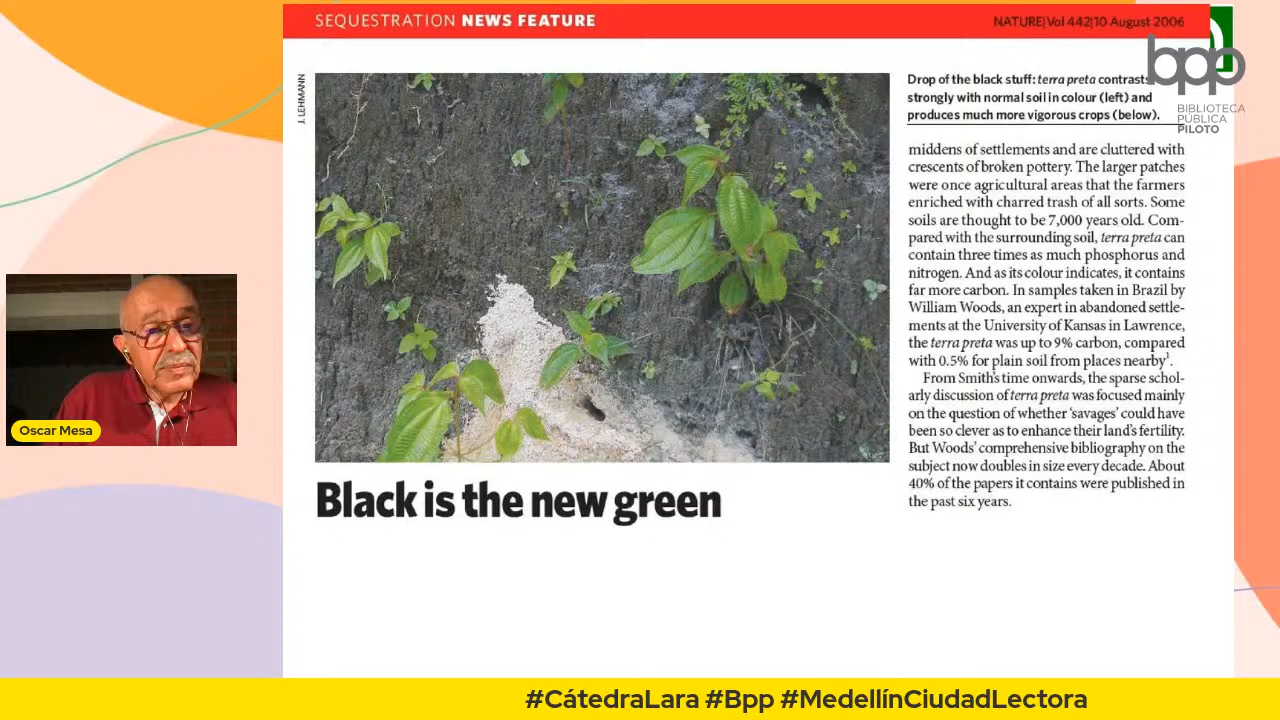 SEQUESTRATION NEWS FEATURE
NATURE|Vol 442|10 August 2006
bpp
BIBLIOTECA
PÚBLICA
PILOTO
J. LEHMANN
Drop of the black stuff: terra preta contrasts
strongly with normal soil in colour (left) and
produces much more vigorous crops (below).
middens of settlements and are cluttered with
crescents of broken pottery. The larger patches
were once agricultural areas that the farmers
enriched with charred trash of all sorts. Some
soils are thought to be 7,000 years old. Com-
pared with the surrounding soil, terra preta can
contain three times as much phosphorus and
nitrogen. And as its colour indicates, it contains
far more carbon. In samples taken in Brazil by
William Woods, an expert in abandoned settle-
ments at the University of Kansas in Lawrence,
the terra preta was up to 9% carbon, compared
with 0.5% for plain soil from places nearby¹.
From Smith's time onwards, the sparse schol-
arly discussion of terra preta was focused mainly
on the question of whether 'savages' could have
been so clever as to enhance their land's fertility.
But Woods' comprehensive bibliography on the
subject now doubles in size every decade. About
40% of the papers it contains were published in
the past six years.
Black is the new green
Oscar Mesa
#CátedraLara #Bpp #MedellínCiudadLectora